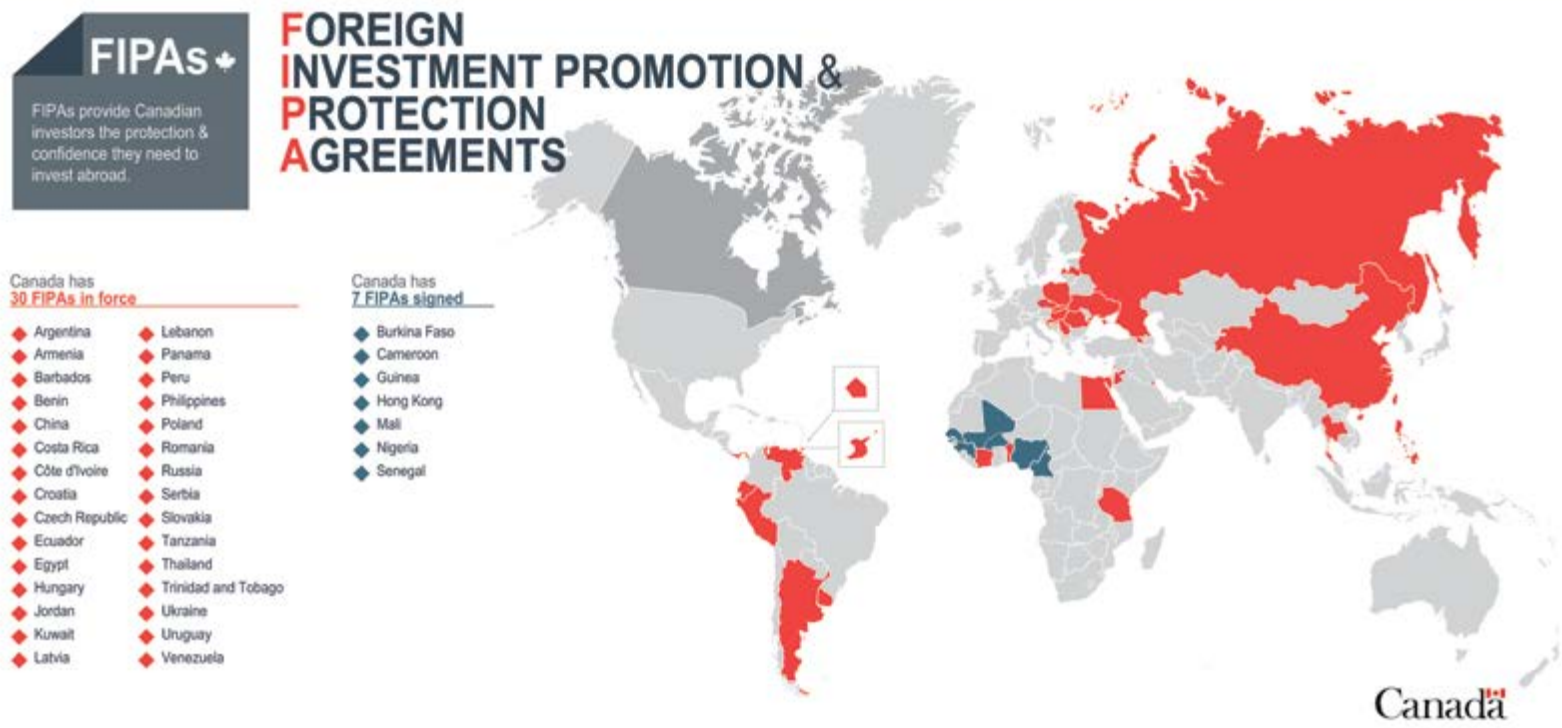 FIPAs
FIPAs provide Canadian
investors the protection &
confidence they need to
invest abroad.
FOREIGN
INVESTMENT PROMOTION &
PROTECTION
AGREEMENTS
Canada has
30 FIPAs in force
Argentina
Armenia
Barbados
Benin
China
Costa Rica
Côte d'Ivoire
Croatia
Czech Republic
Ecuador
Egypt
Hungary
Jordan
Kuwait
Latvia
Lebanon
Panama
Peru
Philippines
Poland
Romania
Russia
Serbia
Slovakia
Tanzania
Thailand
Trinidad and Tobago
Ukraine
Uruguay
Venezuela
Canada has
7 FIPAs signed
Burkina Faso
Cameroon
Guinea
Hong Kong
Mali
Nigeria
Senegal
Canada